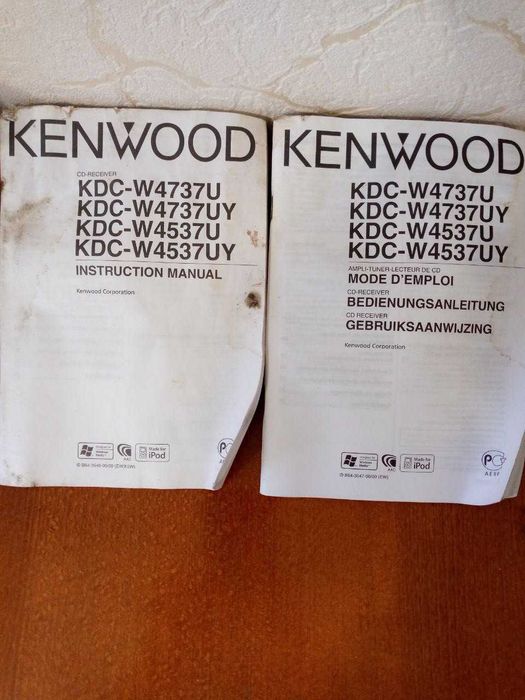 KENWOOD
CD-RECEIVER
KDC-W4737U
KDC-W4737UY
KDC-W4537U
KDC-W4537UY
INSTRUCTION MANUAL
Kenwood Corporation
AAC
Made for
iPod
KENWOOD
KDC-W4737U
KDC-W4737UY
KDC-W4537U
KDC-W4537UY
AMPLI-TUNER-LECTEUR DE CD
MODE D'EMPLOI
CD-RECEIVER
BEDIENUNGSANLEITUNG
CD RECEIVER
GEBRUIKSAANWIJZING
Kenwood Corporation
AAC
Made for
iPod